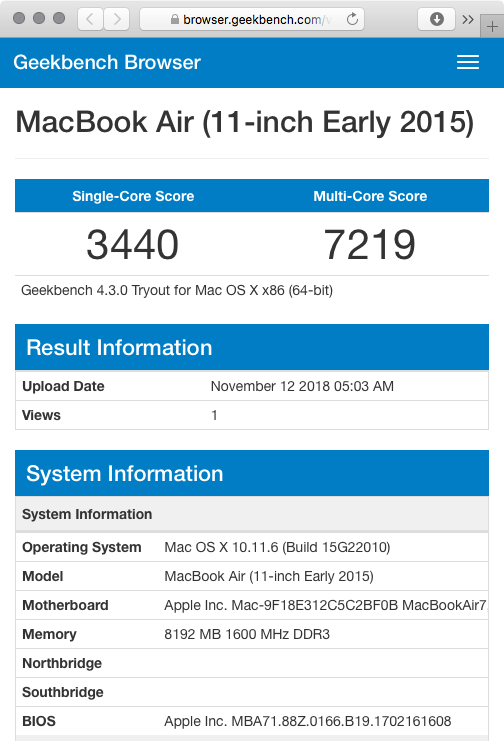 browser.geekbench.com/
Geekbench Browser
MacBook Air (11-inch Early 2015)
Single-Core Score Multi-Core Score
3440 7219
Geekbench 4.3.0 Tryout for Mac OS X x86 (64-bit)
Result Information
Upload Date November 12 2018 05:03 AM
Views 1
System Information
System Information
Operating System Mac OS X 10.11.6 (Build 15G22010)
Model MacBook Air (11-inch Early 2015)
Motherboard Apple Inc. Mac-9F18E312C5C2BF0B MacBookAir7
Memory 8192 MB 1600 MHz DDR3
Northbridge
Southbridge
BIOS Apple Inc. MBA71.88Z.0166.B19.1702161608